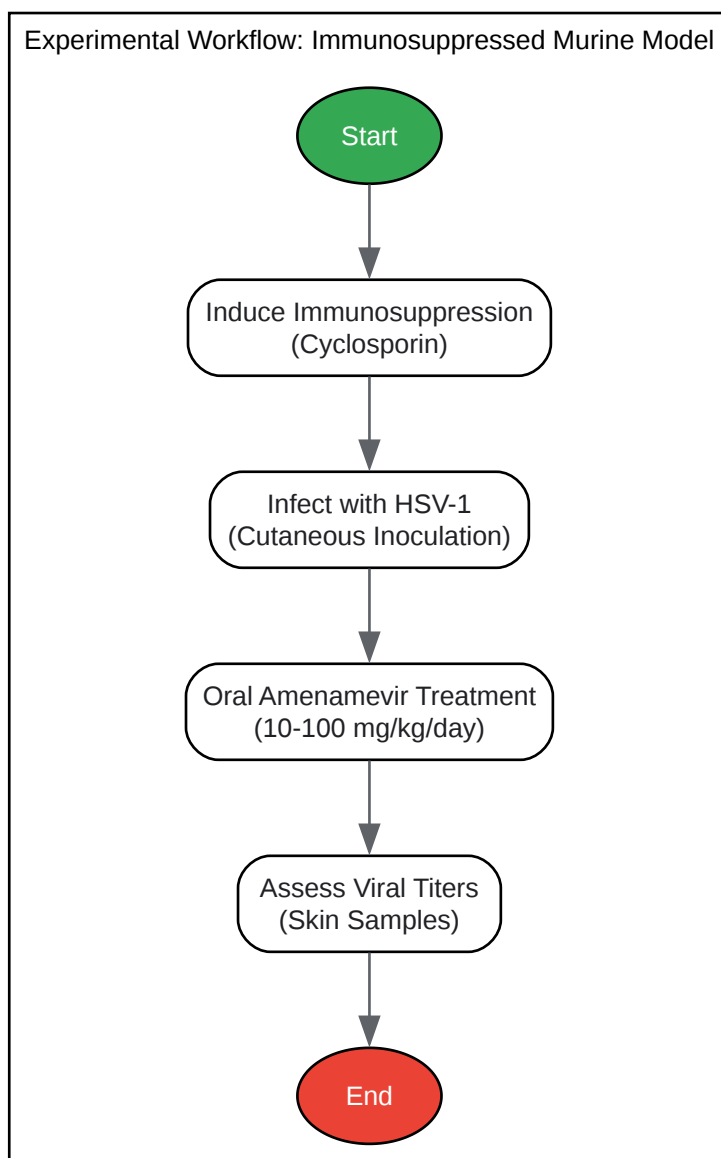 Experimental Workflow: Immunosuppressed Murine Model
Start
Induce Immunosuppression
(Cyclosporin)
Infect with HSV-1
(Cutaneous Inoculation)
Oral Amenamevir Treatment
(10-100 mg/kg/day)
Assess Viral Titers
(Skin Samples)
End